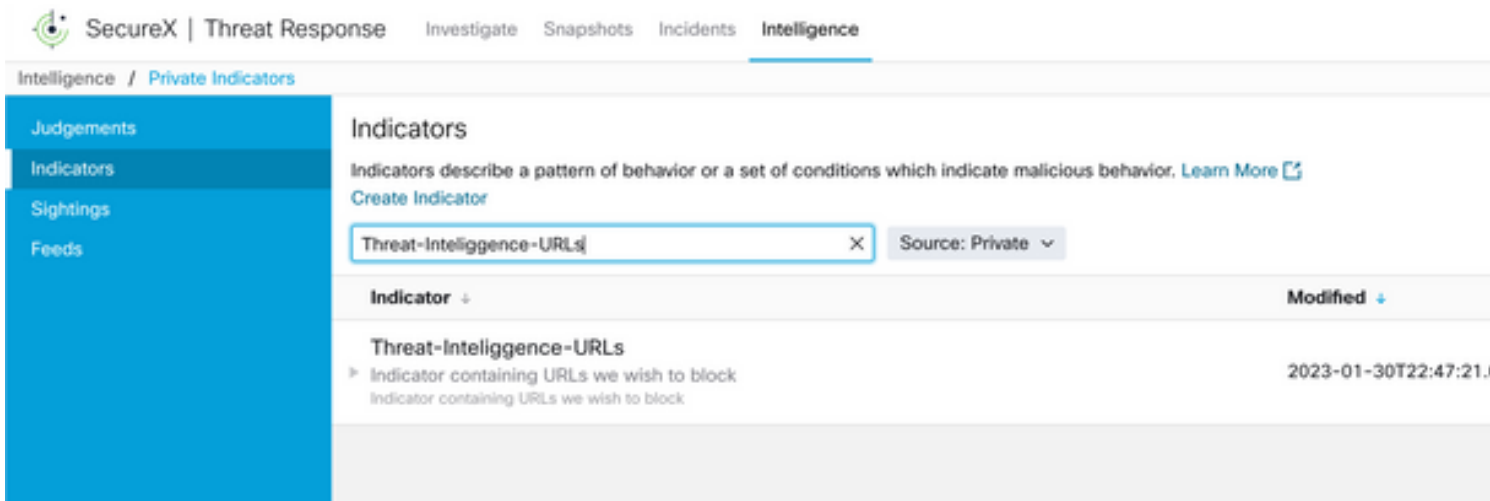 SecureX | Threat Response Investigate Snapshots Incidents Intelligence
Intelligence / Private Indicators
Judgements
Indicators
Sightings
Feeds
Indicators
Indicators describe a pattern of behavior or a set of conditions which indicate malicious behavior. Learn More
Create Indicator
Threat-Inteliggence-URLs Source: Private
Indicator Modified
Threat-Inteliggence-URLs
Indicator containing URLs we wish to block
Indicator containing URLs we wish to block
2023-01-30T22:47:21.